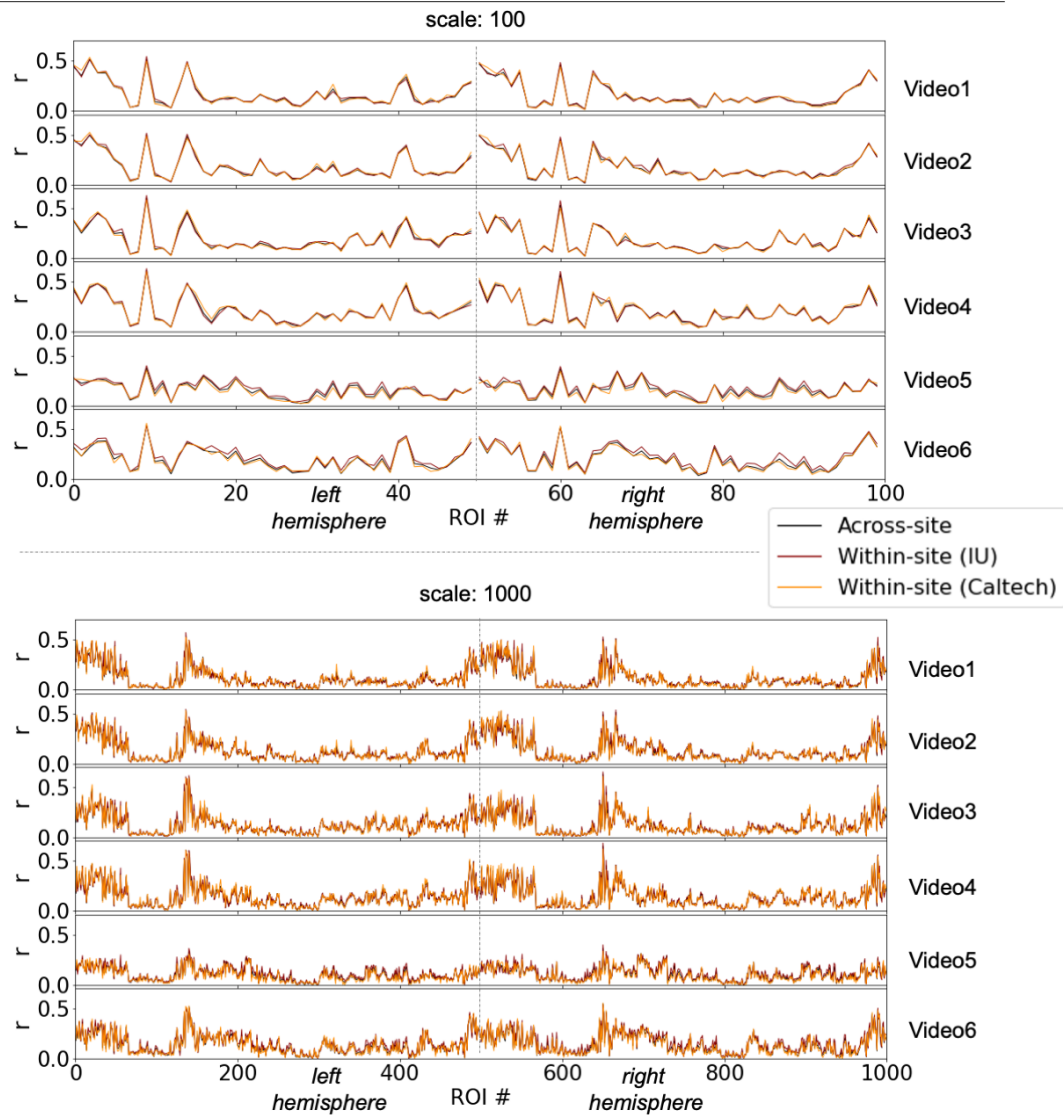 scale: 100
r
0.5
0.0
Video1
r
0.5
0.0
Video2
r
0.5
0.0
Video3
r
0.5
0.0
Video4
r
0.5
0.0
Video5
r
0.5
0.0
Video6
0 20 40 60 80 100
left hemisphere
ROI #
right hemisphere
Across-site
Within-site (IU)
Within-site (Caltech)
scale: 1000
r
0.5
0.0
Video1
r
0.5
0.0
Video2
r
0.5
0.0
Video3
r
0.5
0.0
Video4
r
0.5
0.0
Video5
r
0.5
0.0
Video6
0 200 400 600 800 1000
left hemisphere
ROI #
right hemisphere